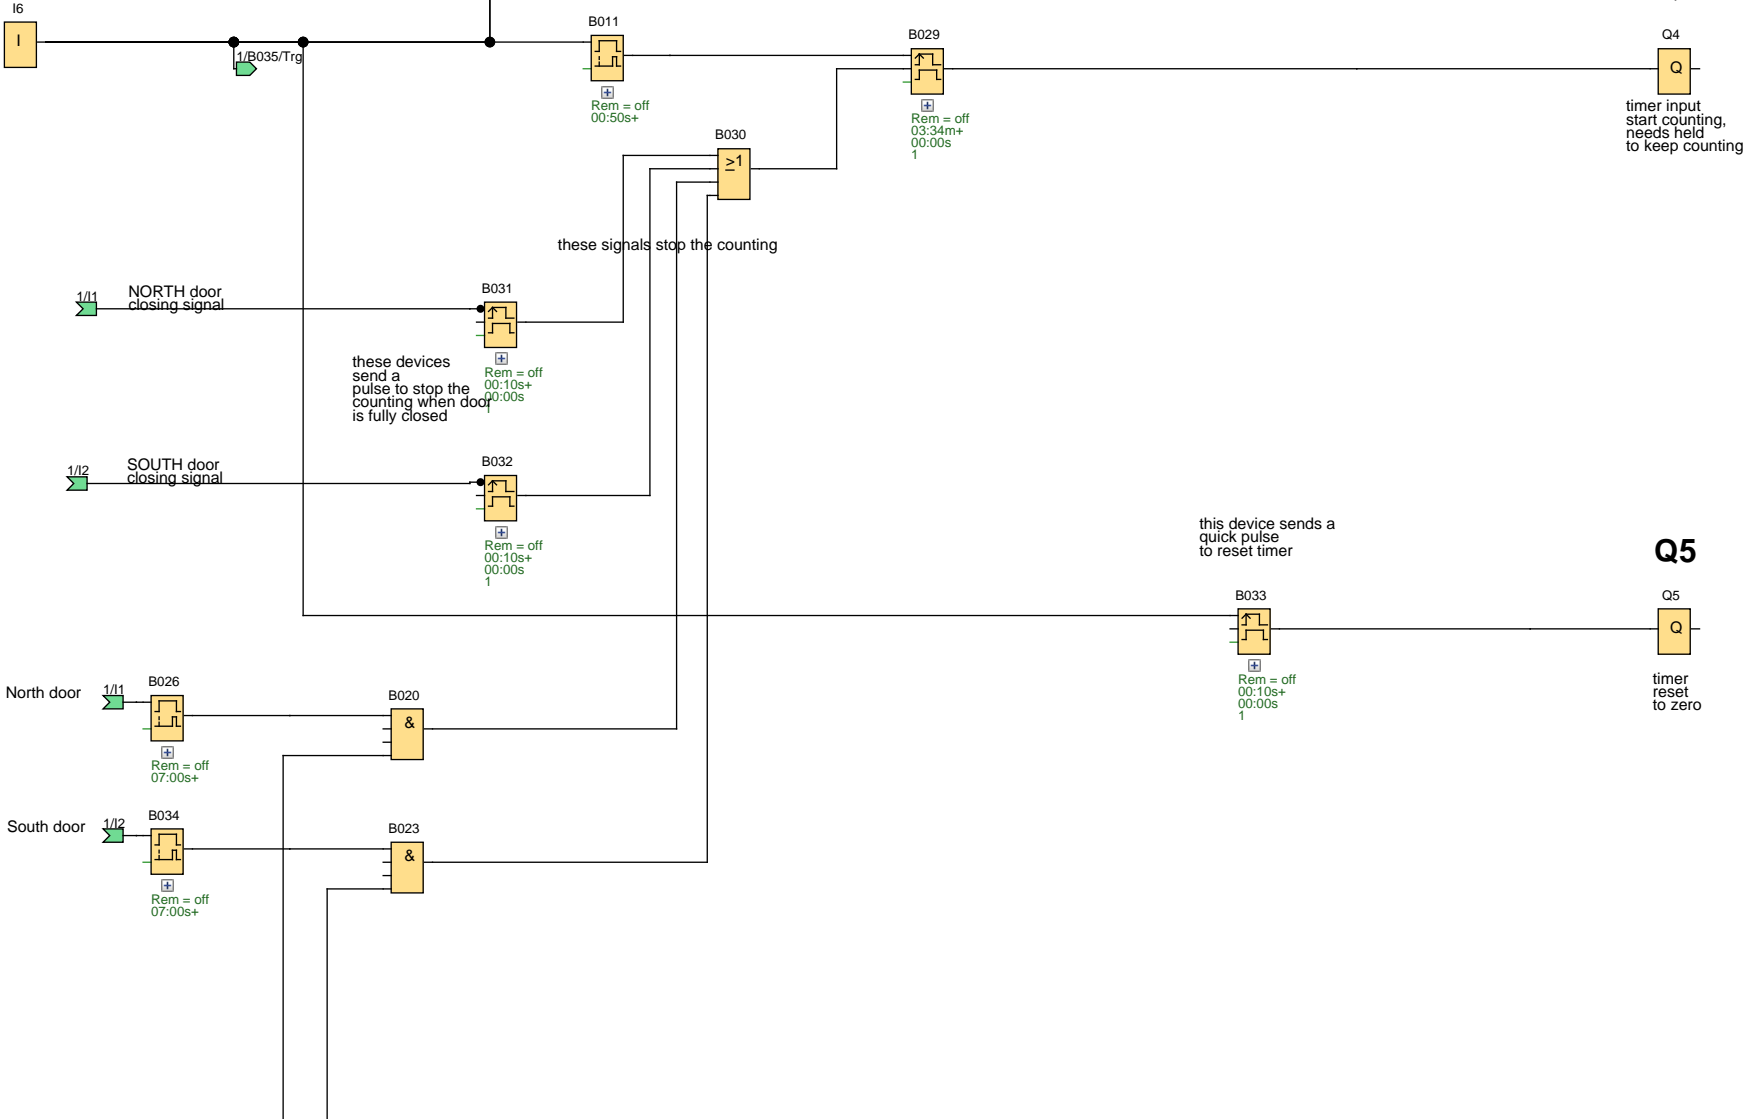 I6
I
1/B035/Trg
B011
Rem = off
00:50s+
B029
Rem = off
03:34m+
00:00s
1
Q4
Q
timer input
start counting,
needs held
to keep counting
B030
≥1
these signals stop the counting
1/I1
NORTH door
closing signal
B031
Rem = off
00:10s+
00:00s
1
these devices
send a
pulse to stop the
counting when door
is fully closed
1/I2
SOUTH door
closing signal
B032
Rem = off
00:10s+
00:00s
1
this device sends a
quick pulse
to reset timer
Q5
B033
Rem = off
00:10s+
00:00s
1
Q5
Q
timer
reset
to zero
North door
1/I1
B026
Rem = off
07:00s+
B020
&
South door
1/I2
B034
Rem = off
07:00s+
B023
&